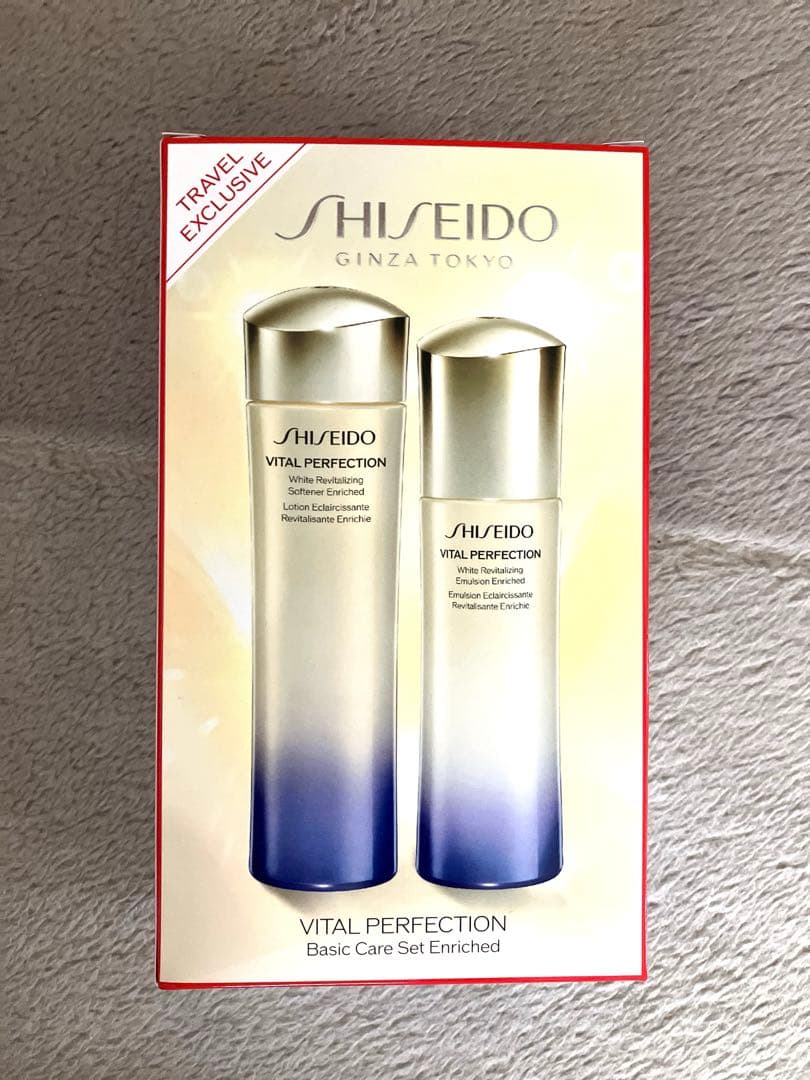 TRAVEL
EXCLUSIVE
SHISEIDO
GINZA TOKYO
SHISEIDO
VITAL PERFECTION
White Revitalizing
Softener Enriched
Lotion Eclaircissante
Revitalisante Enrichie
SHISEIDO
VITAL PERFECTION
White Revitalizing
Emulsion Enriched
Emulsion Eclaircissante
Revitalisante Enrichie
VITAL PERFECTION
Basic Care Set Enriched